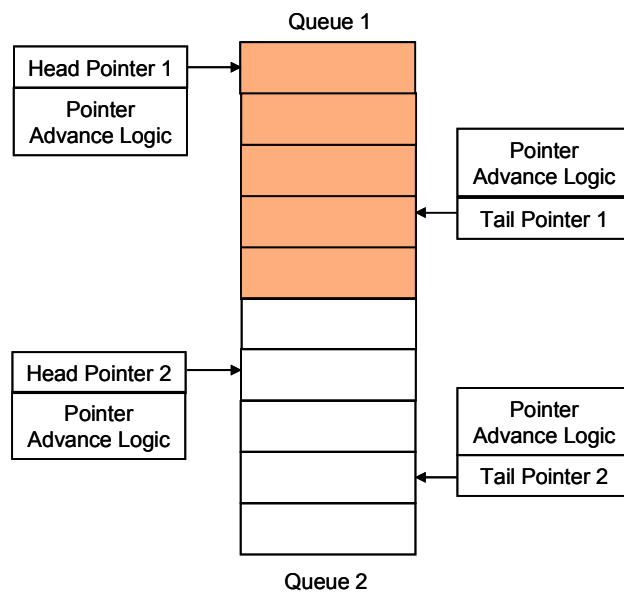 Queue 1
Head Pointer 1
Pointer
Advance Logic
Pointer
Advance Logic
Tail Pointer 1
Head Pointer 2
Pointer
Advance Logic
Pointer
Advance Logic
Tail Pointer 2
Queue 2